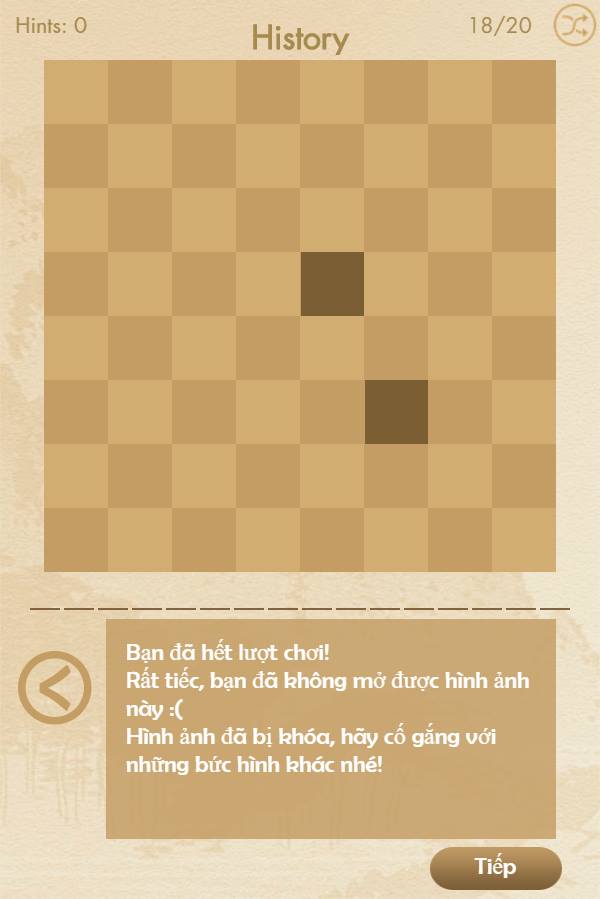 Hints: 0
History
18/20
Bạn đã hết lượt chơi!
Rất tiếc, bạn đã không mở được hình ảnh
này :(
Hình ảnh đã bị khóa, hãy cố gắng với
những bức hình khác nhé!
Tiếp